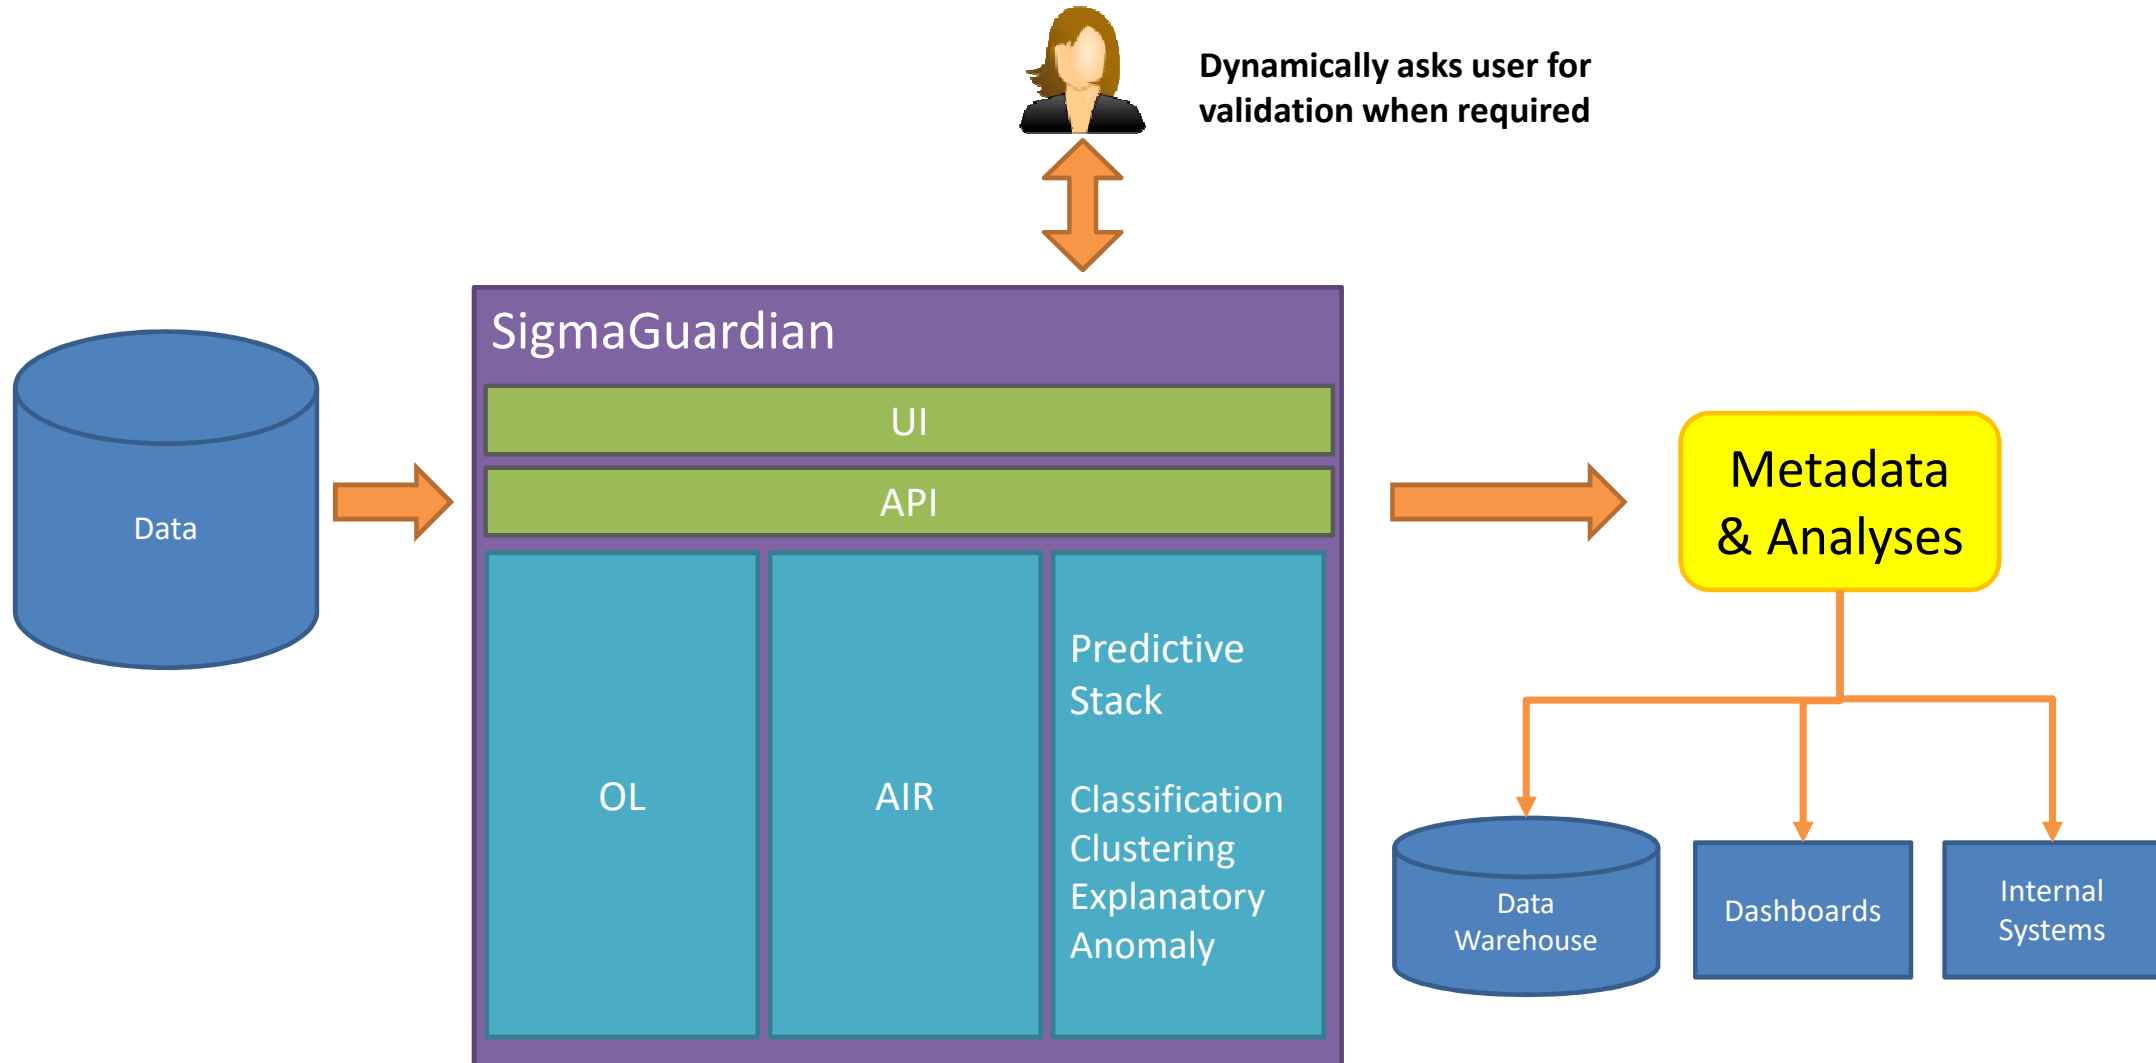 Dynamically asks user for
validation when required
SigmaGuardian
UI
API
Data
OL
AIR
Predictive
Stack
Classification
Clustering
Explanatory
Anomaly
Metadata
& Analyses
Data
Warehouse
Dashboards
Internal
Systems